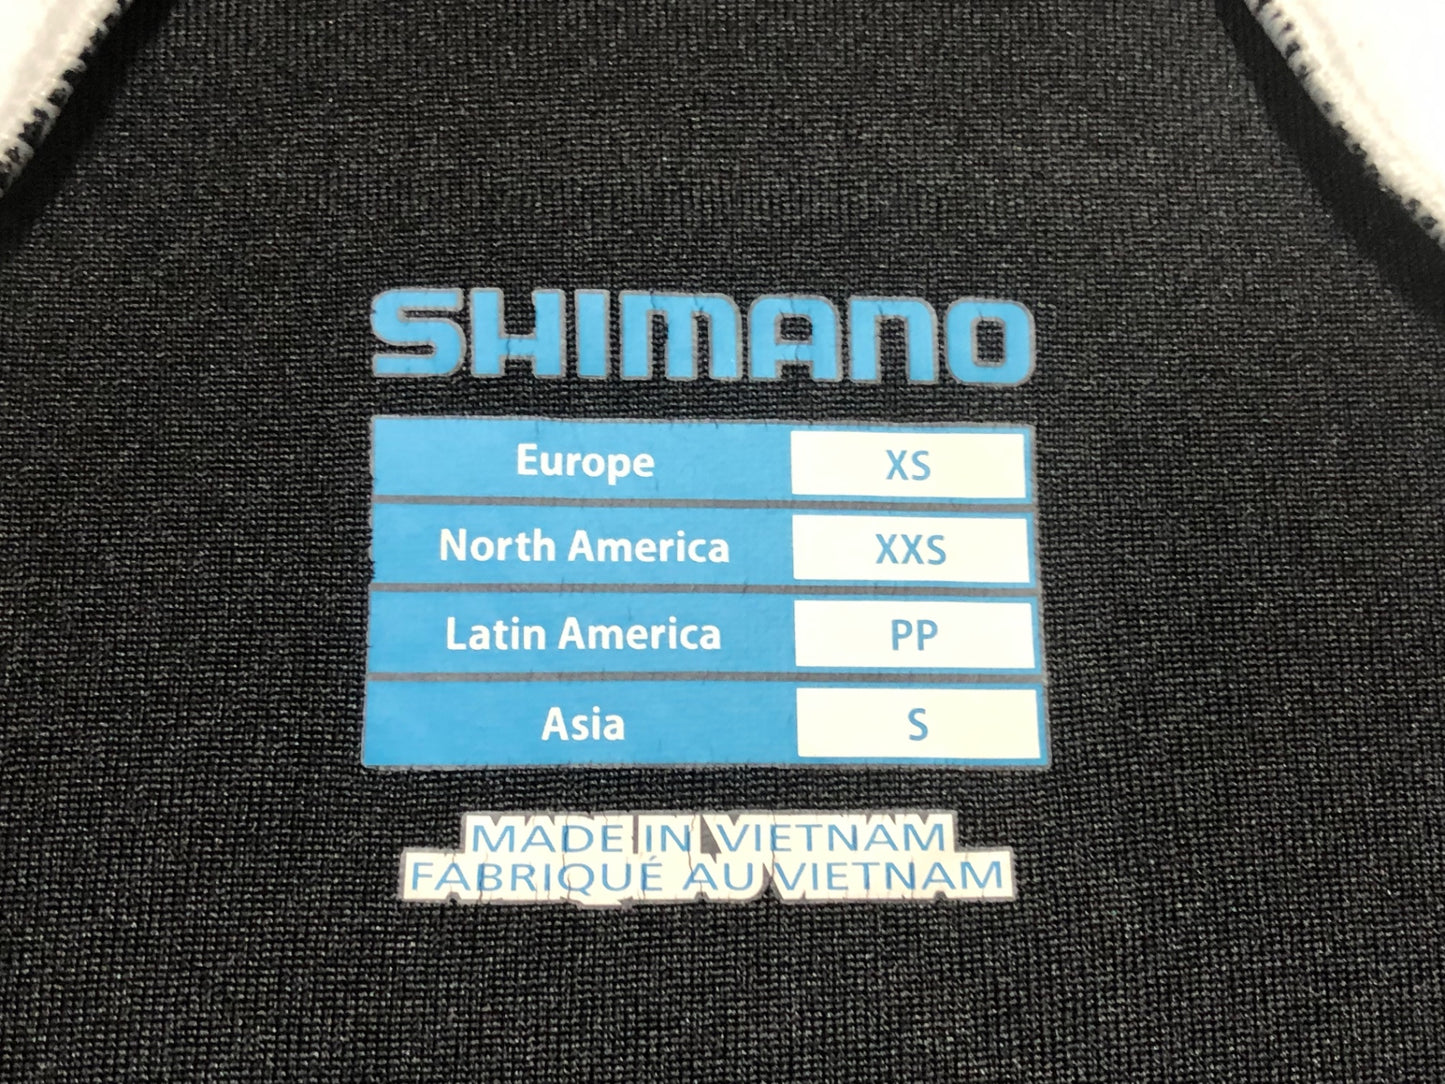 SHIMANO
Europe XS
North America XXS
Latin America PP
Asia S
MADE IN VIETNAM
FABRIQUÉ AU VIETNAM